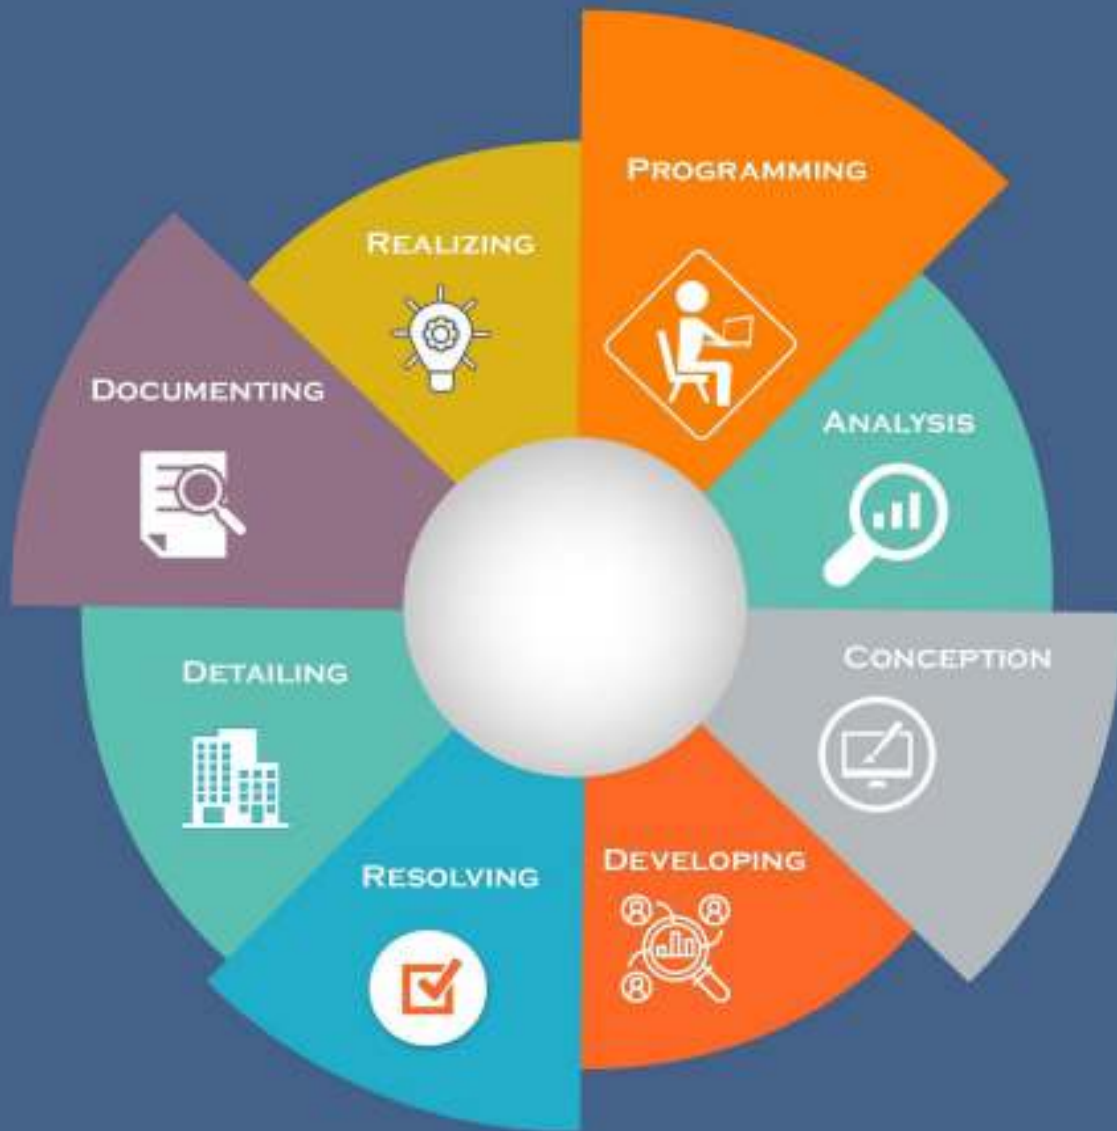 PROGRAMMING
REALIZING
DOCUMENTING
ANALYSIS
CONCEPTION
DETAILING
DEVELOPING
RESOLVING